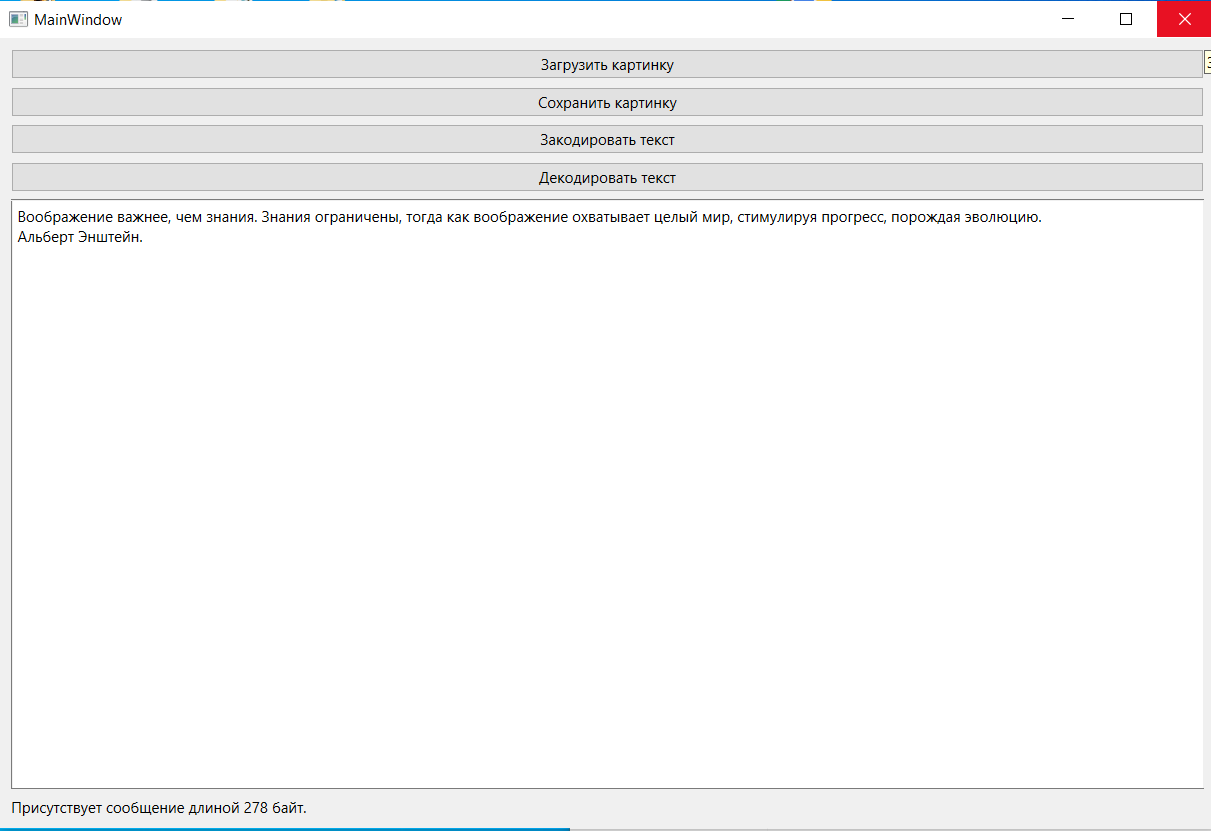 MainWindow
Загрузить картинку
Сохранить картинку
Закодировать текст
Декодировать текст
Воображение важнее, чем знания. Знания ограничены, тогда как воображение охватывает целый мир, стимулируя прогресс, порождая эволюцию.
Альберт Энштейн.
Присутствует сообщение длиной 278 байт.